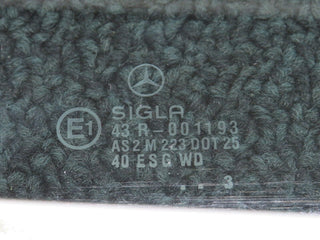 SIGLA
E1 43 R-001193
AS2 M 223 DOT 25
40 ESG WD
.. 3